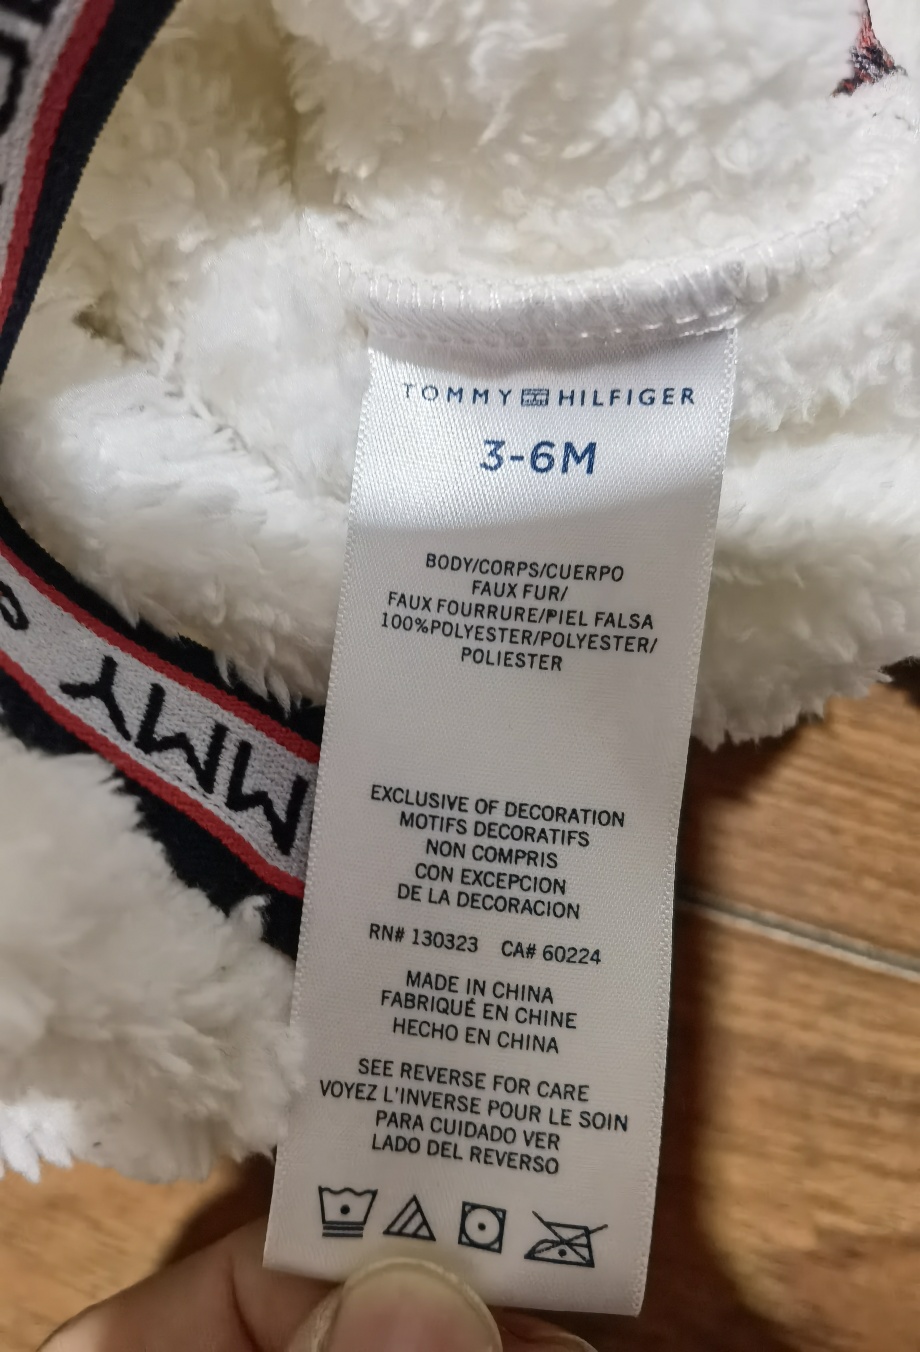 TOMMY HILFIGER
3-6M
BODY/CORPS/CUERPO
FAUX FUR/
FAUX FOURRURE/PIEL FALSA
100%POLYESTER/POLYESTER/
POLIESTER
EXCLUSIVE OF DECORATION
MOTIFS DECORATIFS
NON COMPRIS
CON EXCEPCION
DE LA DECORACION
RN# 130323 CA# 60224
MADE IN CHINA
FABRIQUÉ EN CHINE
HECHO EN CHINA
SEE REVERSE FOR CARE
VOYEZ L'INVERSE POUR LE SOIN
PARA CUIDADO VER
LADO DEL REVERSO
MMY